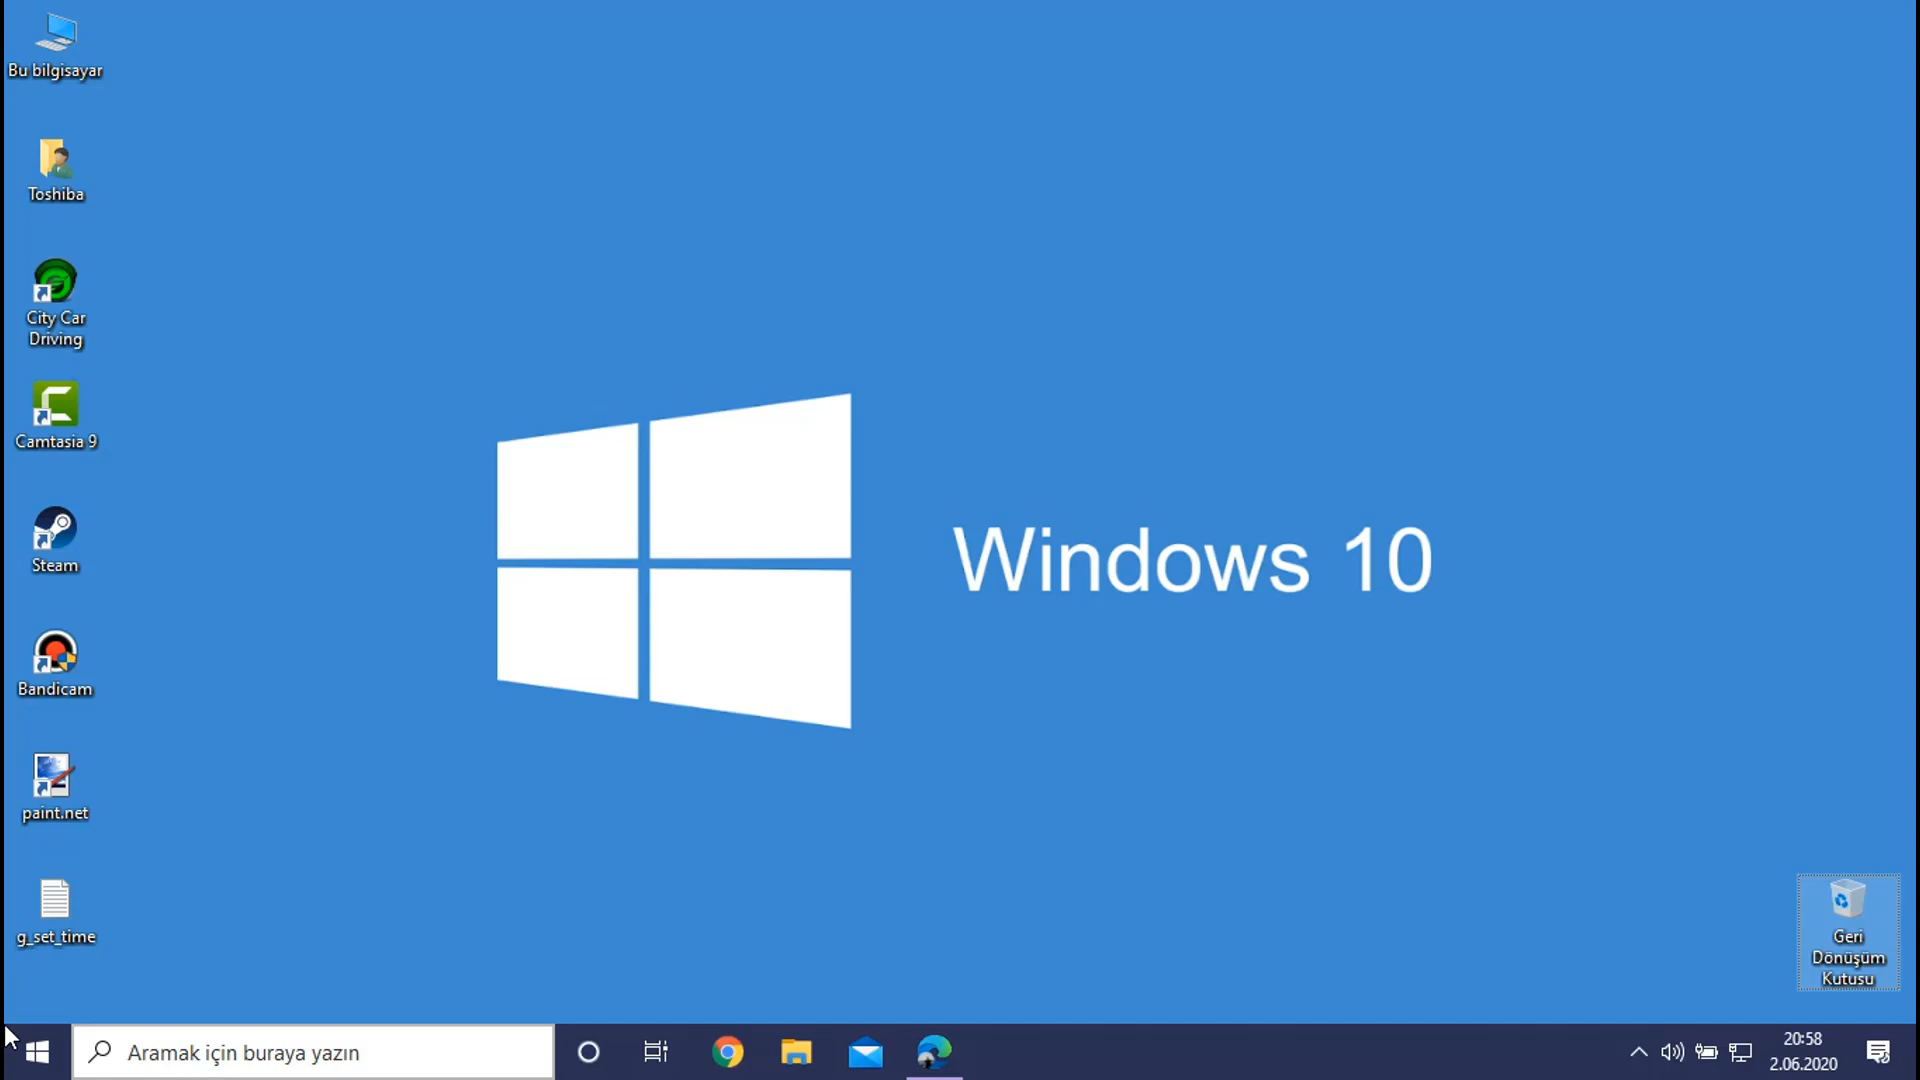 Bu bilgisayar
Toshiba
City Car
Driving
Camtasia 9
Steam
Bandicam
paint.net
g_set_time
Windows 10
Geri
Dönüşüm
Kutusu
Aramak için buraya yazın
20:58
2.06.2020